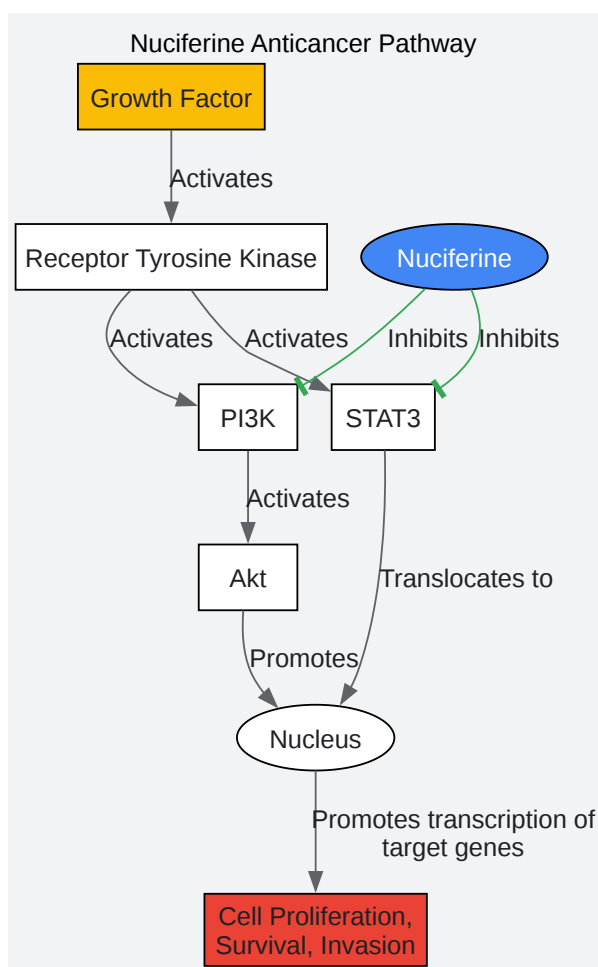 Nuciferine Anticancer Pathway
Growth Factor
Activates
Receptor Tyrosine Kinase
Nuciferine
Activates
Activates
Inhibits
Inhibits
PI3K
STAT3
Activates
Akt
Translocates to
Promotes
Nucleus
Promotes transcription of
target genes
Cell Proliferation,
Survival, Invasion